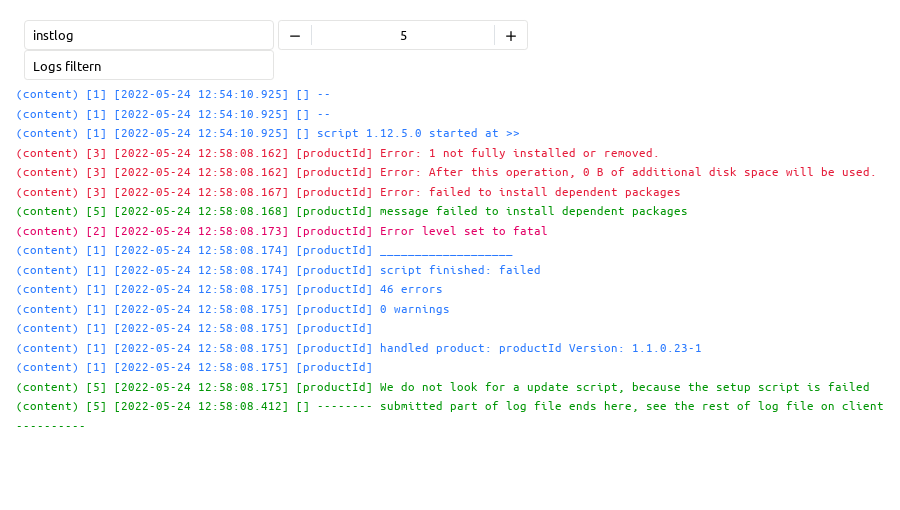 instlog
− 5 +
Logs filtern
(content) [1] [2022-05-24 12:54:10.925] [] --
(content) [1] [2022-05-24 12:54:10.925] [] --
(content) [1] [2022-05-24 12:54:10.925] [] script 1.12.5.0 started at >>
(content) [3] [2022-05-24 12:58:08.162] [productId] Error: 1 not fully installed or removed.
(content) [3] [2022-05-24 12:58:08.162] [productId] Error: After this operation, 0 B of additional disk space will be used.
(content) [3] [2022-05-24 12:58:08.167] [productId] Error: failed to install dependent packages
(content) [5] [2022-05-24 12:58:08.168] [productId] message failed to install dependent packages
(content) [2] [2022-05-24 12:58:08.173] [productId] Error level set to fatal
(content) [1] [2022-05-24 12:58:08.174] [productId] ___________________
(content) [1] [2022-05-24 12:58:08.174] [productId] script finished: failed
(content) [1] [2022-05-24 12:58:08.175] [productId] 46 errors
(content) [1] [2022-05-24 12:58:08.175] [productId] 0 warnings
(content) [1] [2022-05-24 12:58:08.175] [productId]
(content) [1] [2022-05-24 12:58:08.175] [productId] handled product: productId Version: 1.1.0.23-1
(content) [1] [2022-05-24 12:58:08.175] [productId]
(content) [5] [2022-05-24 12:58:08.175] [productId] We do not look for a update script, because the setup script is failed
(content) [5] [2022-05-24 12:58:08.412] [] -------- submitted part of log file ends here, see the rest of log file on client
----------